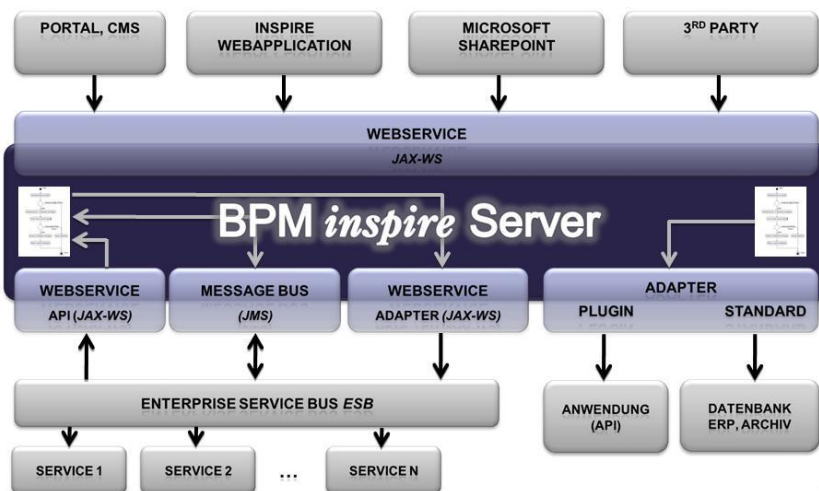 PORTAL, CMS
INSPIRE
WEBAPPLICATION
MICROSOFT
SHAREPOINT
3RD PARTY
WEBSERVICE
JAX-WS
BPM inspire Server
WEBSERVICE
API (JAX-WS)
MESSAGE BUS
(JMS)
WEBSERVICE
ADAPTER (JAX-WS)
ADAPTER
PLUGIN STANDARD
ENTERPRISE SERVICE BUS ESB
ANWENDUNG
(API)
DATENBANK
ERP, ARCHIV
SERVICE 1
SERVICE 2
...
SERVICE N